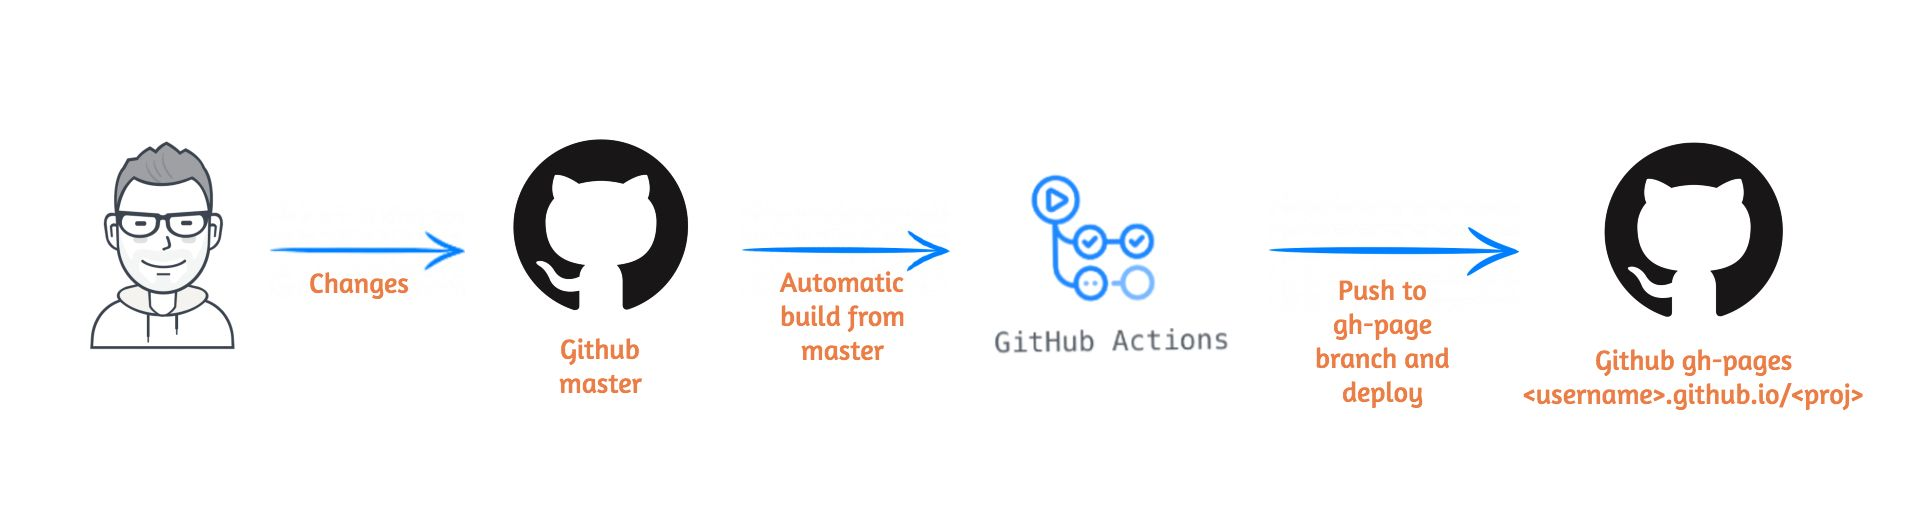 Changes
Github
master
Automatic
build from
master
GitHub Actions
Push to
gh-page
branch and
deploy
Github gh-pages
<username>.github.io/<proj>